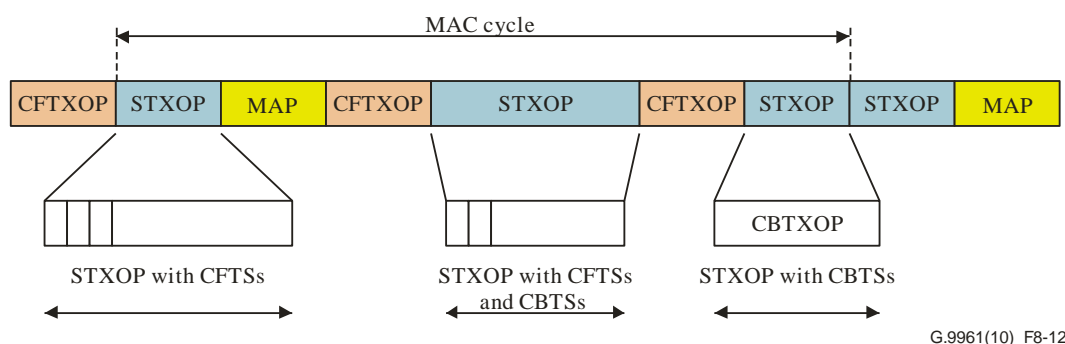 MAC cycle
CFTXOP STXOP MAP CFTXOP STXOP CFTXOP STXOP STXOP MAP
CBTXOP
STXOP with CFTSs STXOP with CFTSs STXOP with CBTSs
and CBTSs
G.9961(10)_F8-12